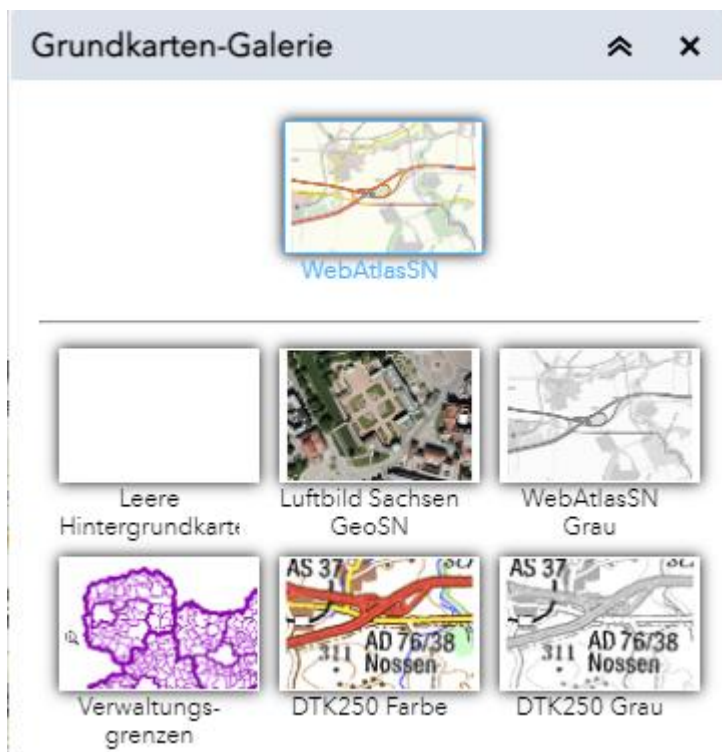 Grundkarten-Galerie
WebAtlasSN
Leere
Hintergrundkarte
Luftbild Sachsen
GeoSN
WebAtlasSN
Grau
AS 37
AD 76/38
311
Nossen
AS 37
AD 76/38
311
Nossen
Verwaltungs-
grenzen
DTK250 Farbe
DTK250 Grau